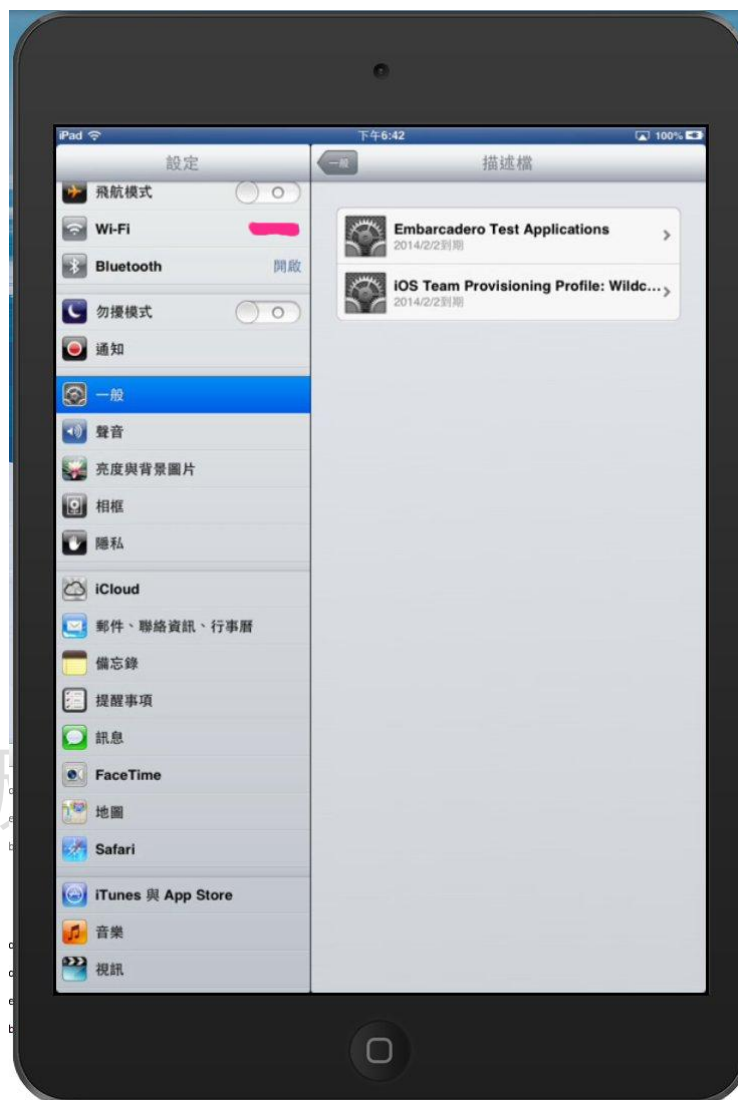 iPad
下午6:42
100%
設定
一般
描述檔
飛航模式
Wi-Fi
Bluetooth
開啟
勿擾模式
通知
一般
聲音
亮度與背景圖片
相框
隱私
iCloud
郵件、聯絡資訊、行事曆
備忘錄
提醒事項
訊息
FaceTime
地圖
Safari
iTunes 與 App Store
音樂
視訊
Embarcadero Test Applications
2014/2/2到期
iOS Team Provisioning Profile: Wildc...
2014/2/2到期